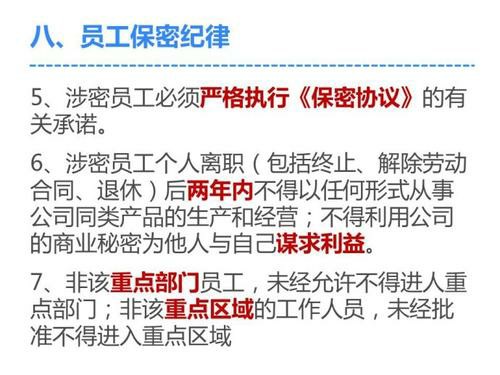 八、员工保密纪律
5、涉密员工必须严格执行《保密协议》的有
关承诺。
6、涉密员工个人离职（包括终止、解除劳动
合同、退休）后两年内不得以任何形式从事
公司同类产品的生产和经营；不得利用公司
的商业秘密为他人与自己谋求利益。
7、非该重点部门员工，未经允许不得进人重
点部门；非该重点区域的工作人员，未经批
准不得进入重点区域